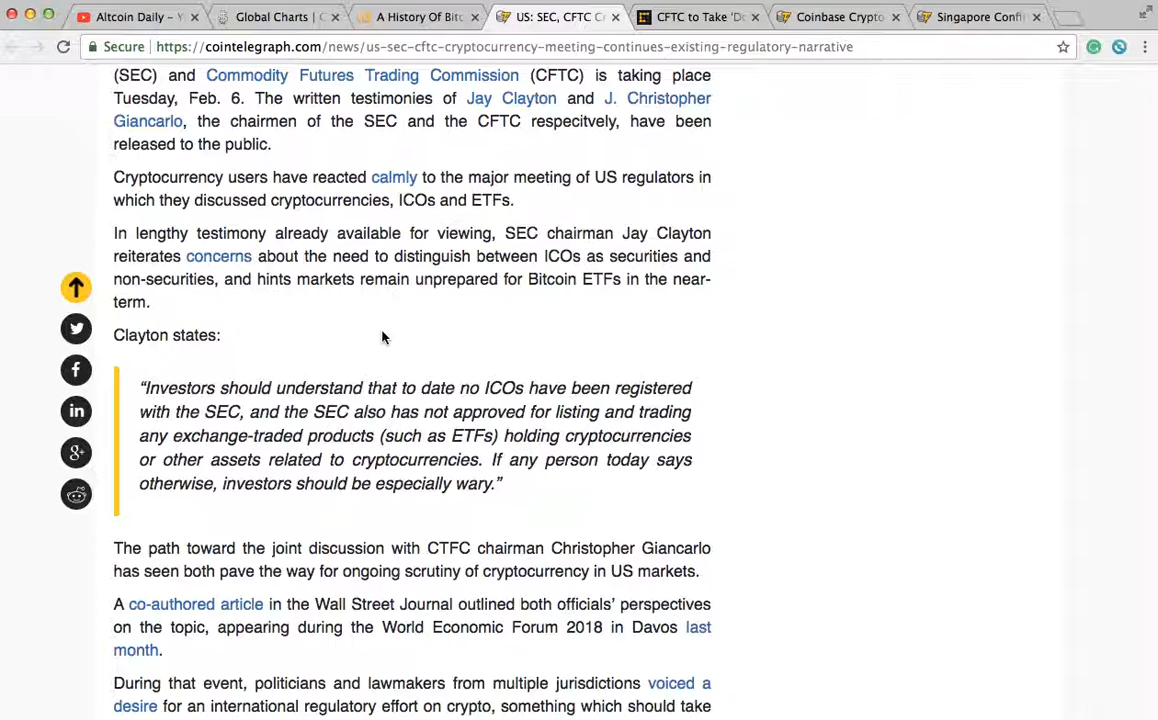 Altcoin Daily - Y
Global Charts | C
A History Of Bitc
US: SEC, CFTC Cr
CFTC to Take 'Do
Coinbase Crypto
Singapore Confi
Secure | https://cointelegraph.com/news/us-sec-cftc-cryptocurrency-meeting-continues-existing-regulatory-narrative
(SEC) and Commodity Futures Trading Commission (CFTC) is taking place
Tuesday, Feb. 6. The written testimonies of Jay Clayton and J. Christopher
Giancarlo, the chairmen of the SEC and the CFTC respecitvely, have been
released to the public.
Cryptocurrency users have reacted calmly to the major meeting of US regulators in
which they discussed cryptocurrencies, ICOs and ETFs.
In lengthy testimony already available for viewing, SEC chairman Jay Clayton
reiterates concerns about the need to distinguish between ICOs as securities and
non-securities, and hints markets remain unprepared for Bitcoin ETFs in the near-
term.
Clayton states:
“Investors should understand that to date no ICOs have been registered
with the SEC, and the SEC also has not approved for listing and trading
any exchange-traded products (such as ETFs) holding cryptocurrencies
or other assets related to cryptocurrencies. If any person today says
otherwise, investors should be especially wary.”
The path toward the joint discussion with CTFC chairman Christopher Giancarlo
has seen both pave the way for ongoing scrutiny of cryptocurrency in US markets.
A co-authored article in the Wall Street Journal outlined both officials’ perspectives
on the topic, appearing during the World Economic Forum 2018 in Davos last
month.
During that event, politicians and lawmakers from multiple jurisdictions voiced a
desire for an international regulatory effort on crypto, something which should take